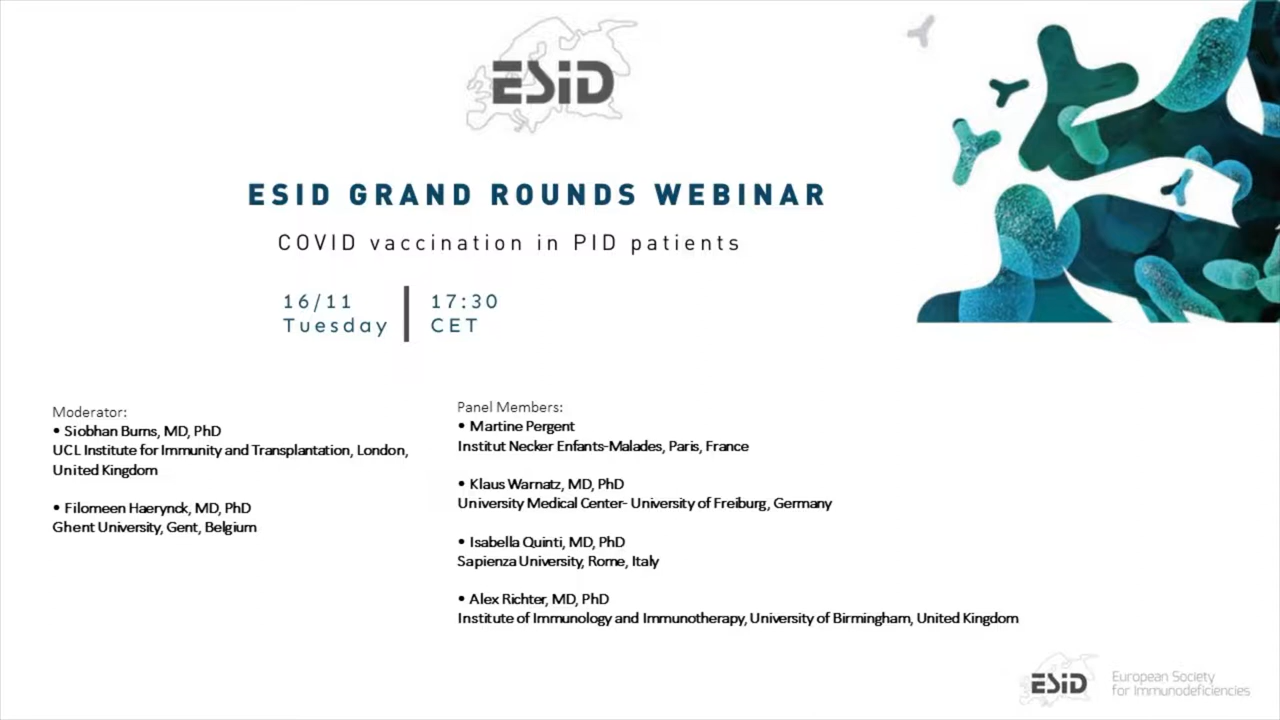 ESiD
ESID GRAND ROUNDS WEBINAR
COVID vaccination in PID patients
16/11
Tuesday
17:30
CET
Moderator:
• Siobhan Burns, MD, PhD
UCL Institute for Immunity and Transplantation, London,
United Kingdom
• Filomeen Haerynck, MD, PhD
Ghent University, Gent, Belgium
Panel Members:
• Martine Pergent
Institut Necker Enfants-Malades, Paris, France
• Klaus Warnatz, MD, PhD
University Medical Center- University of Freiburg, Germany
• Isabella Quinti, MD, PhD
Sapienza University, Rome, Italy
• Alex Richter, MD, PhD
Institute of Immunology and Immunotherapy, University of Birmingham, United Kingdom
ESiD
European Society
for Immunodeficiencies